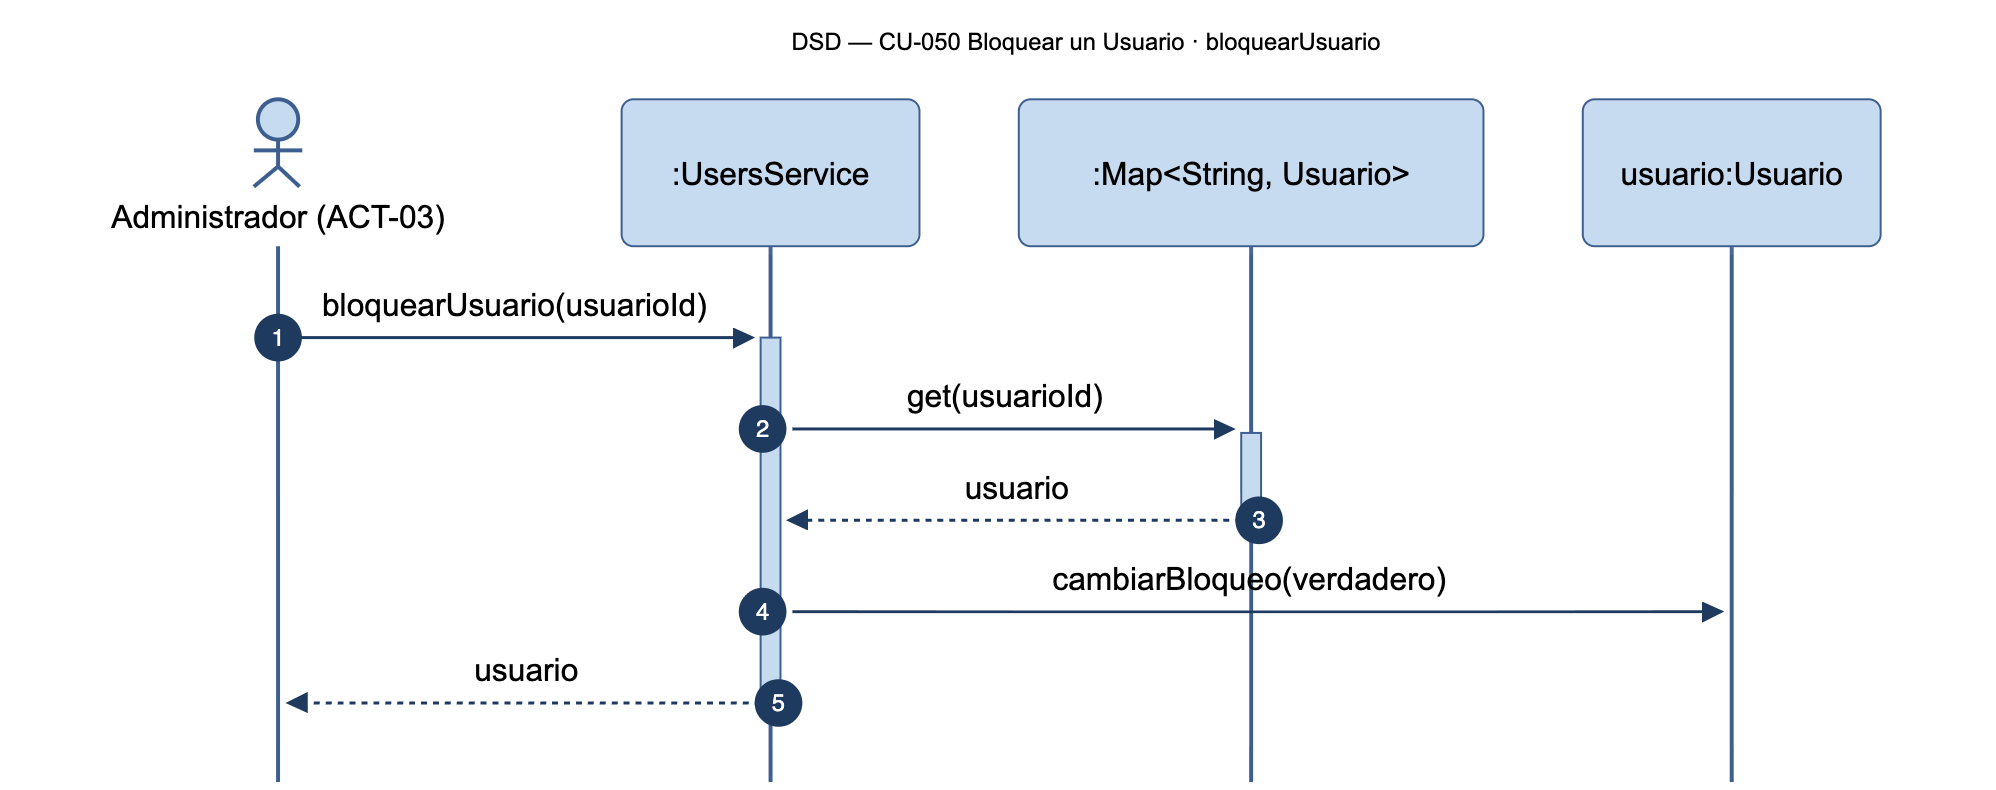 DSD — CU-050 Bloquear un Usuario · bloquearUsuario
Administrador (ACT-03)
:UsersService
:Map<String, Usuario>
usuario:Usuario
bloquearUsuario(usuarioId)
1
get(usuarioId)
2
usuario
3
cambiarBloqueo(verdadero)
4
usuario
5